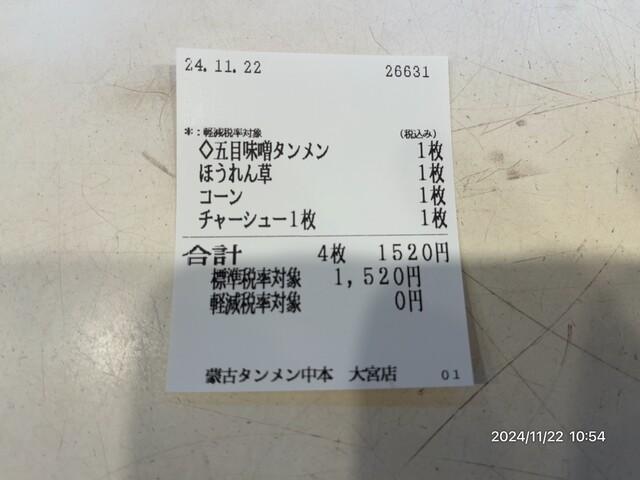 24.11.22 26631
*:軽減税率対象 (税込み)
◇五目味噌タンメン 1枚
ほうれん草 1枚
コーン 1枚
チャーシュー1枚 1枚
合計 4枚 1520円
標準税率対象 1,520円
軽減税率対象 0円
蒙古タンメン中本 大宮店 01
2024/11/22 10:54